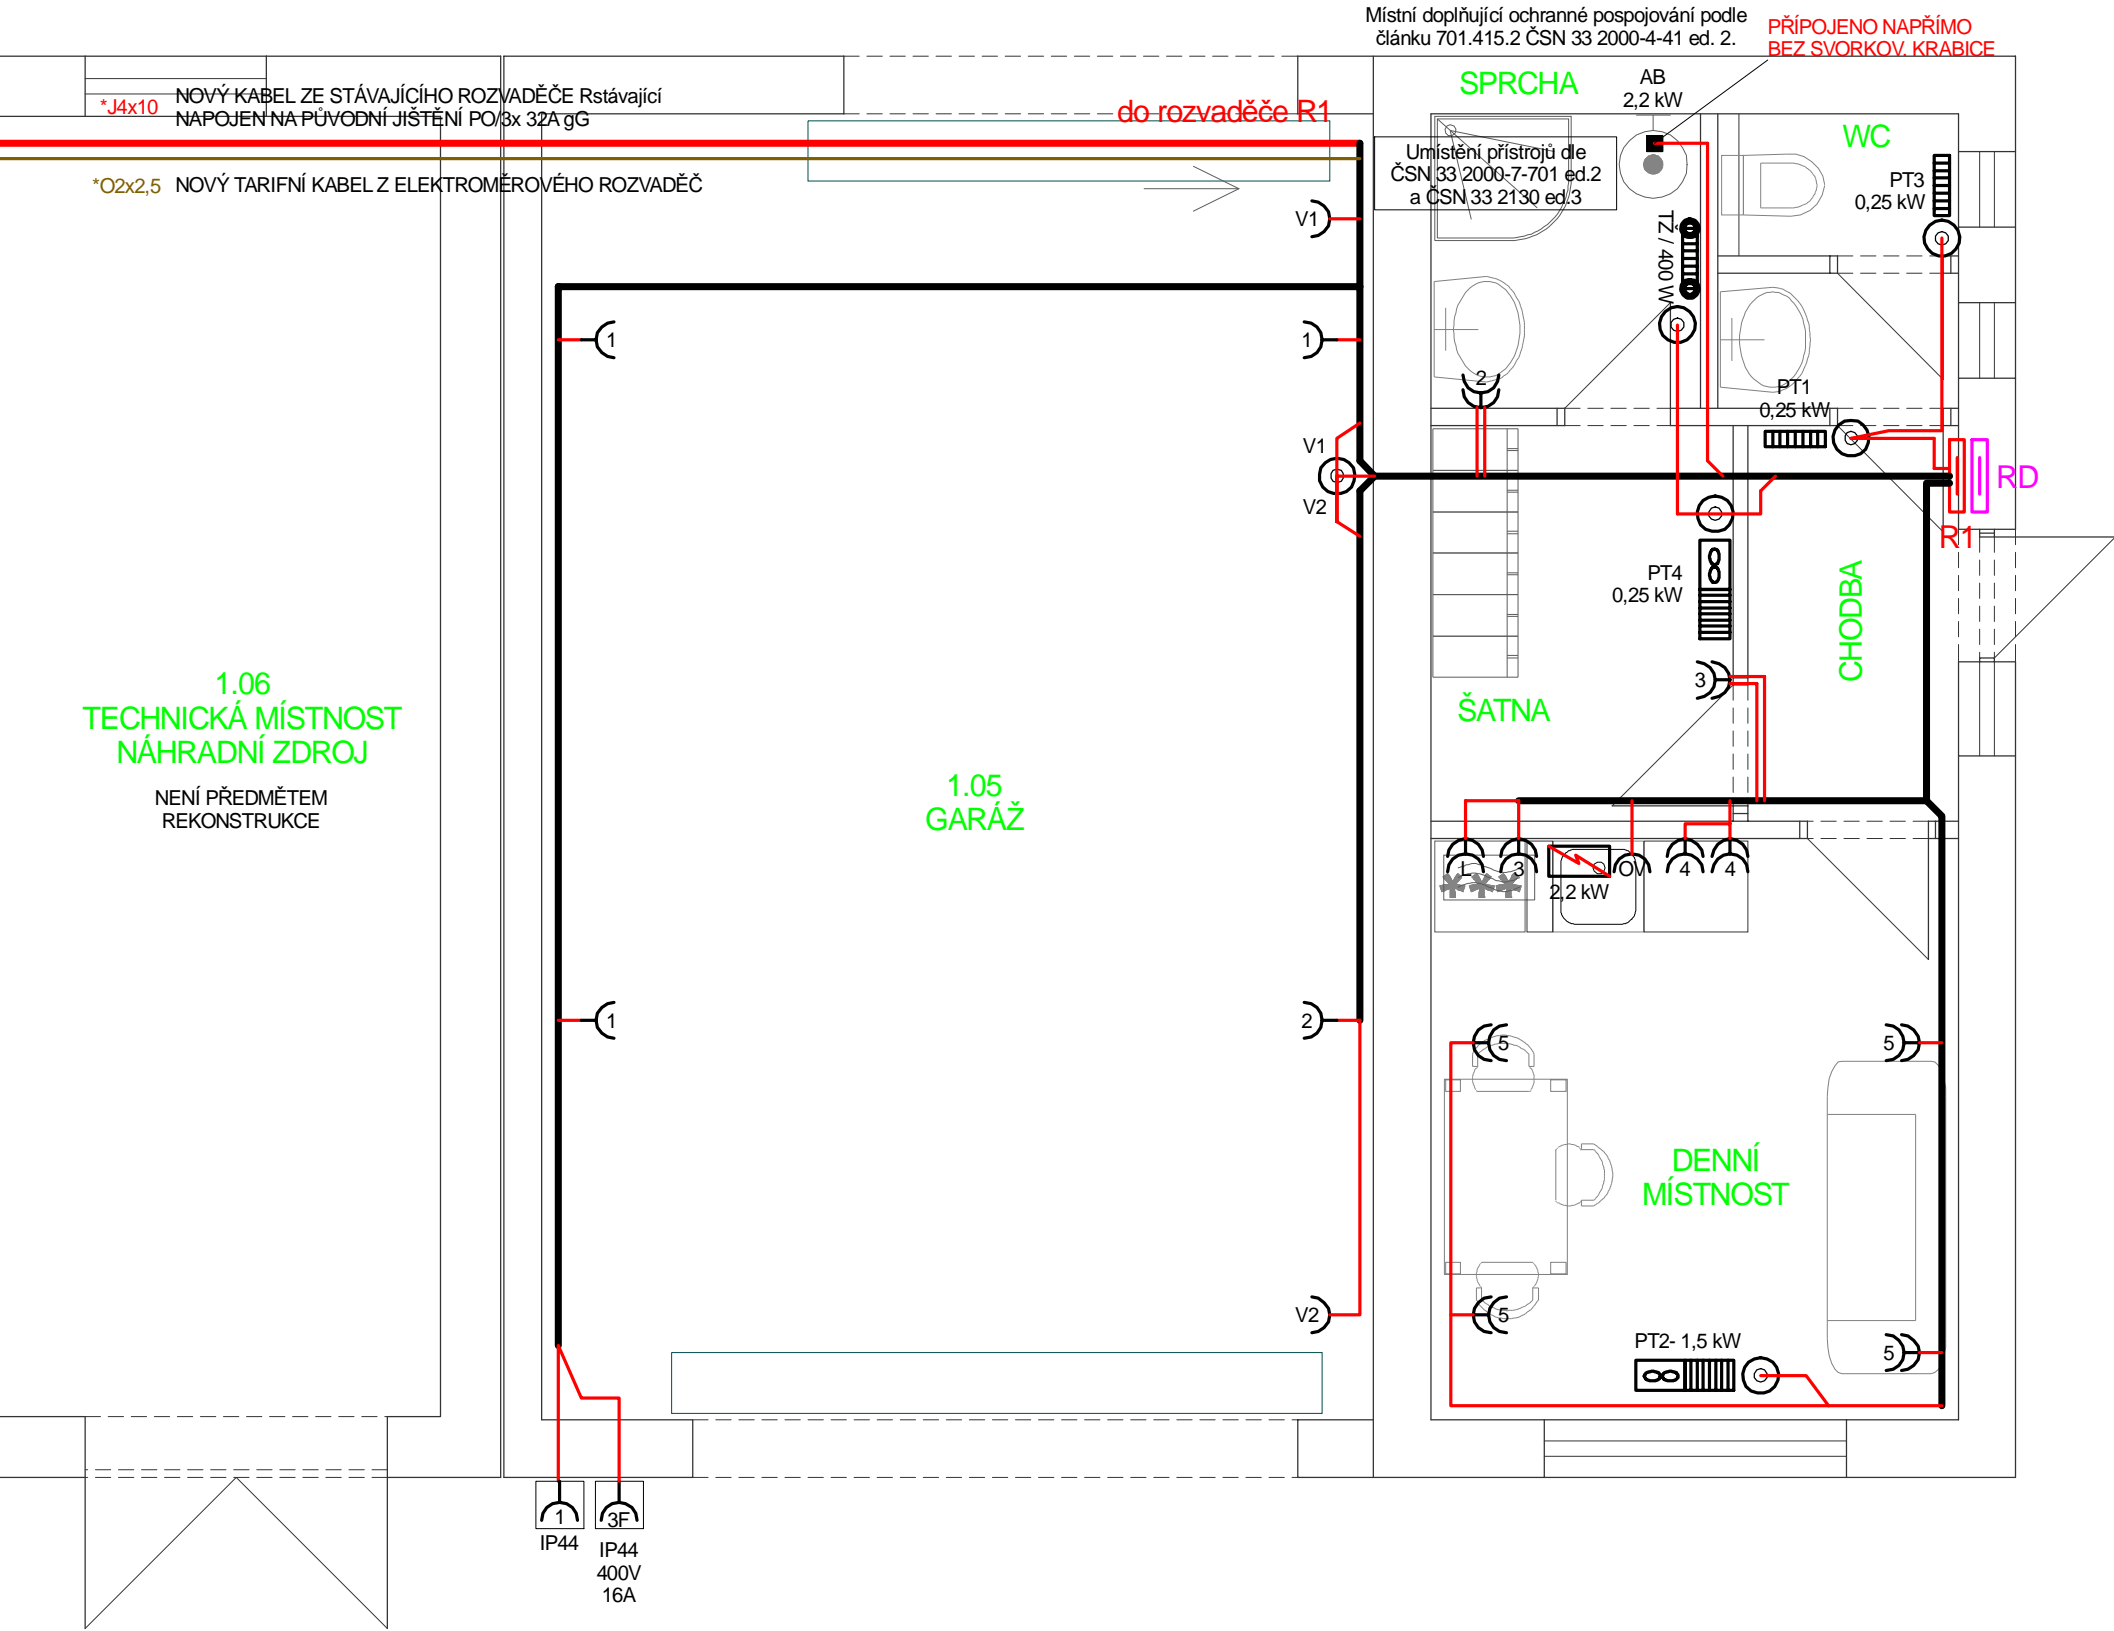 Místní doplňující ochranné pospojování podle
článku 701.415.2 ČSN 33 2000-4-41 ed. 2.
PŘÍPOJENO NAPŘÍMO
BEZ SVORKOV. KRABICE
*J4x10
NOVÝ KABEL ZE STÁVAJÍCÍHO ROZVADĚČE Rstávající
NAPOJEN NA PŮVODNÍ JIŠTĚNÍ PO/3x 32A gG
do rozvaděče R1
*O2x2,5
NOVÝ TARIFNÍ KABEL Z ELEKTROMĚROVÉHO ROZVADĚČ
SPRCHA
AB
2,2 kW
WC
Umístění přístrojů dle
ČSN 33 2000-7-701 ed.2
a ČSN 33 2130 ed.3
PT3
0,25 kW
V1
TŽ / 400 W
1
1
2
PT1
0,25 kW
V1
V2
RD
R1
PT4
0,25 kW
CHODBA
3
ŠATNA
1.06
TECHNICKÁ MÍSTNOST
NÁHRADNÍ ZDROJ
NENÍ PŘEDMĚTEM
REKONSTRUKCE
1.05
GARÁŽ
L
3
2,2 kW
OV
4
4
1
2
5
5
DENNÍ
MÍSTNOST
V2
5
5
PT2- 1,5 kW
1
IP44
3F
IP44
400V
16A